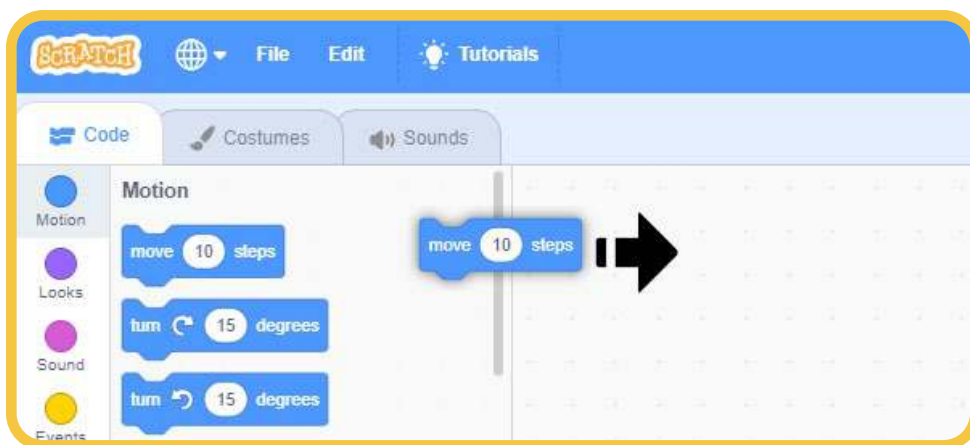 SCRATCH File Edit Tutorials
Code Costumes Sounds
Motion
Looks
Sound
Events
Motion
move 10 steps
turn 15 degrees
turn 15 degrees
move 10 steps